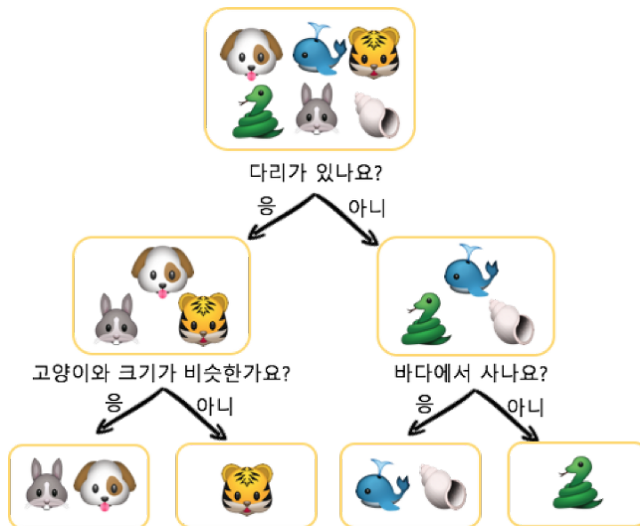 다리가 있나요?
응 아니
고양이와 크기가 비슷한가요?
바다에서 사나요?
응 아니
응 아니